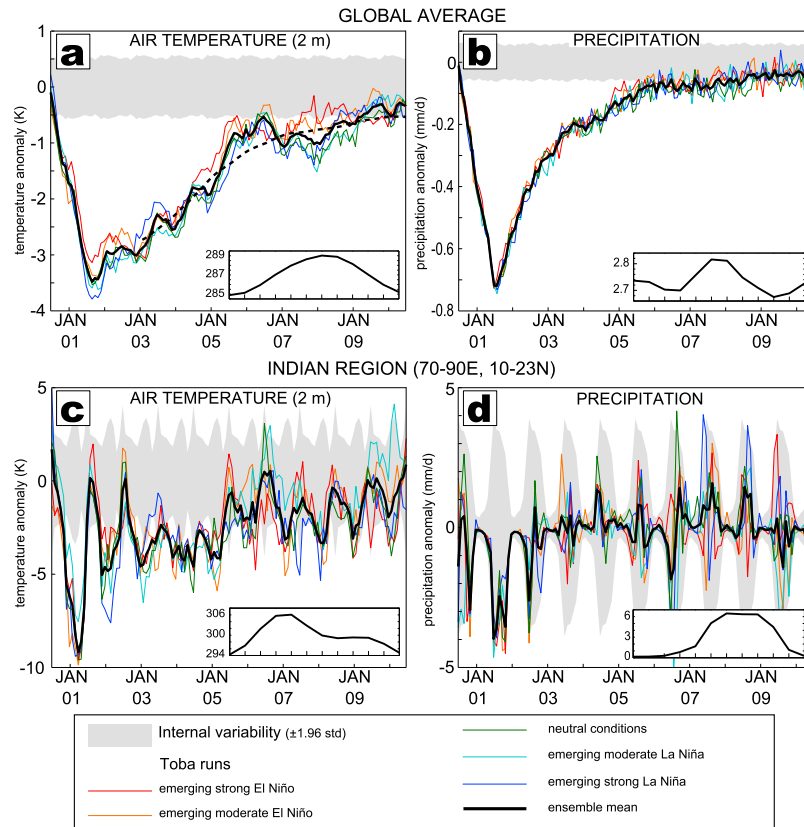 GLOBAL AVERAGE
a
AIR TEMPERATURE (2 m)
temperature anomaly (K)
1
0
-1
-2
-3
-4
289
287
285
JAN JAN JAN JAN JAN
01 03 05 07 09
b
PRECIPITATION
precipitation anomaly (mm/d)
0
-0.2
-0.4
-0.6
-0.8
2.8
2.7
JAN JAN JAN JAN JAN
01 03 05 07 09
INDIAN REGION (70-90E, 10-23N)
c
AIR TEMPERATURE (2 m)
temperature anomaly (K)
5
0
-5
-10
306
300
294
JAN JAN JAN JAN JAN
01 03 05 07 09
d
PRECIPITATION
precipitation anomaly (mm/d)
5
0
-5
6
3
0
JAN JAN JAN JAN JAN
01 03 05 07 09
Internal variability (±1.96 std)
Toba runs
emerging strong El Niño
emerging moderate El Niño
neutral conditions
emerging moderate La Niña
emerging strong La Niña
ensemble mean